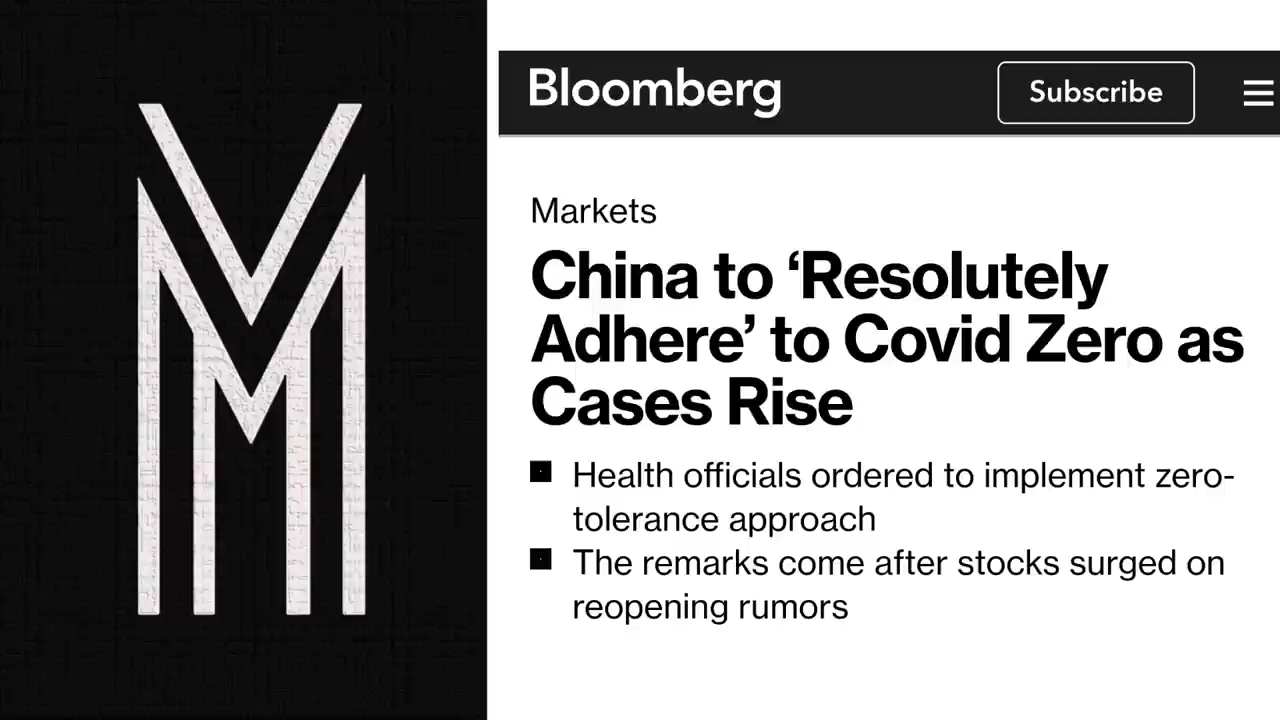 Bloomberg
Subscribe
Markets
China to ‘Resolutely
Adhere’ to Covid Zero as
Cases Rise
Health officials ordered to implement zero-
tolerance approach
The remarks come after stocks surged on
reopening rumors